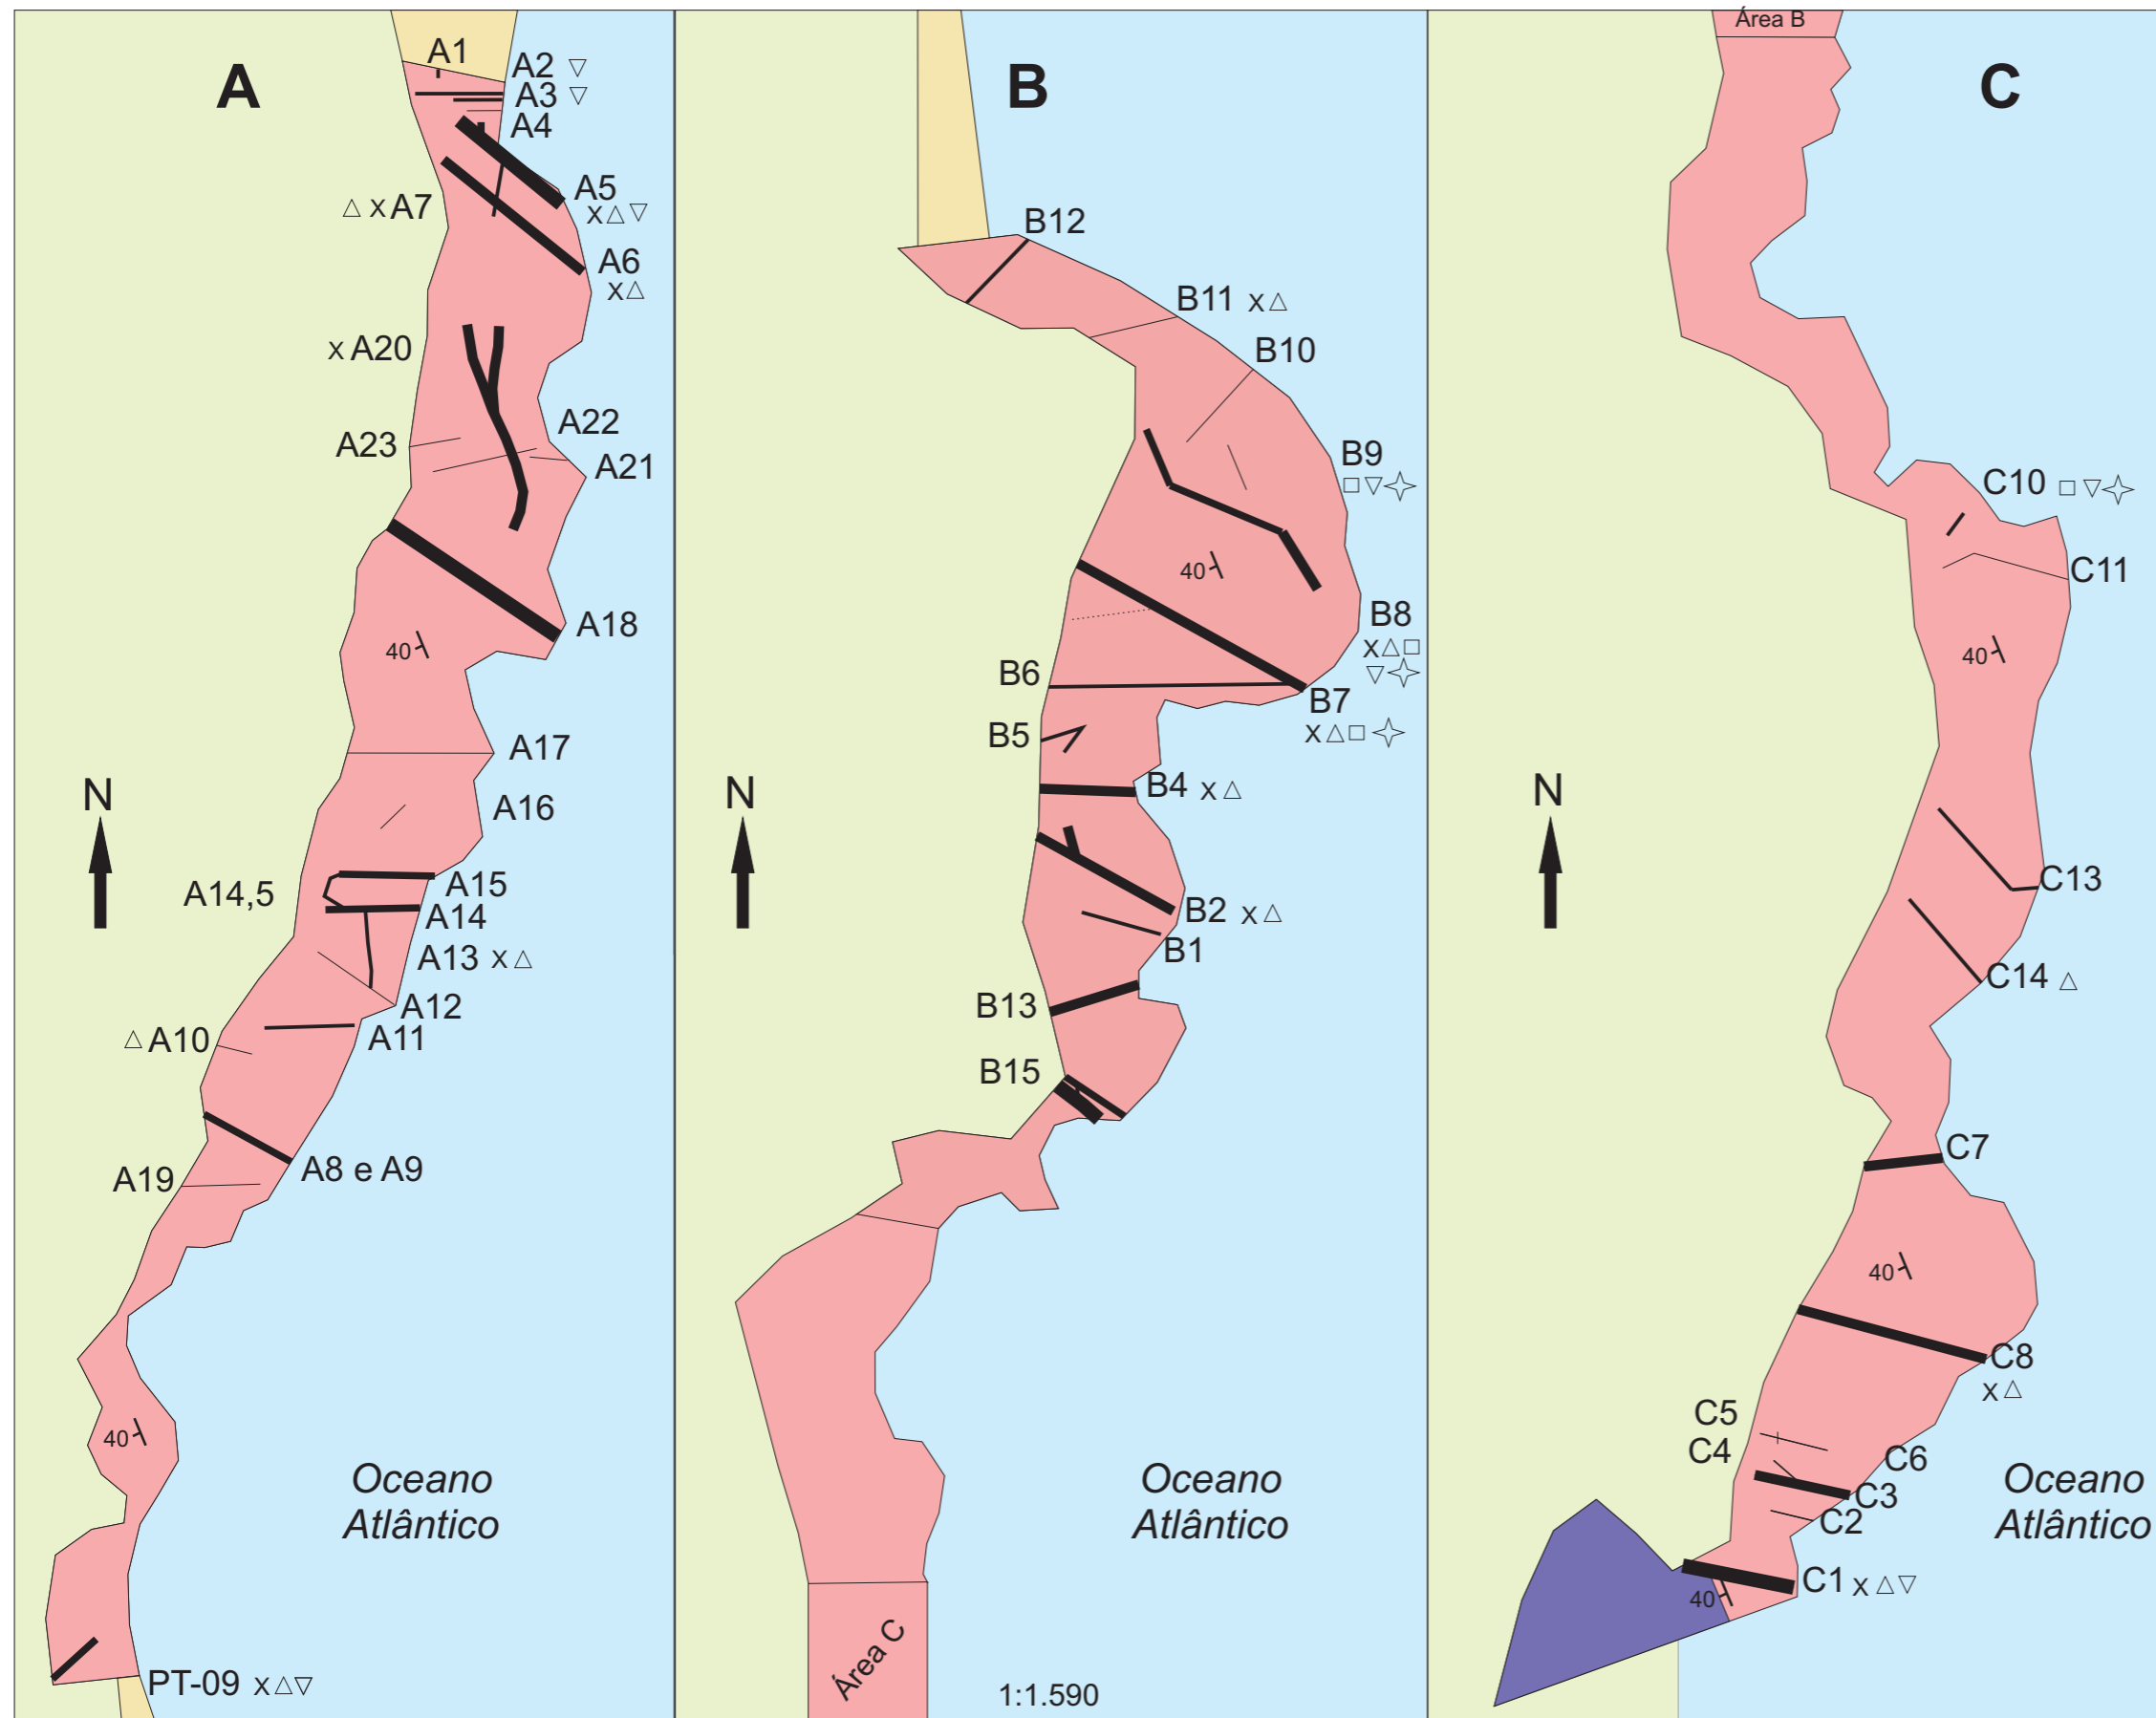 A
A1
A2 ▽
A3 ▽
A4
A5
x△▽
△ x A7
A6
x△
x A20
A22
A23
A21
A18
40
A17
N
A16
A14,5
A15
A14
A13 x △
A12
△ A10
A11
A8 e A9
A19
40
Oceano
Atlântico
PT-09 x △▽
B
B12
B11 x △
B10
B9
□▽✧
40
B8
x△□
▽✧
B6
B7
x△□✧
B5
N
B4 x △
B2 x △
B1
B13
B15
Oceano
Atlântico
Área C
1:1.590
Área B
C
C10 □ ▽✧
C11
40
N
C13
C14 △
C7
40
C8
x △
C5
C4
C6
C3
C2
Oceano
Atlântico
C1 x △▽
40